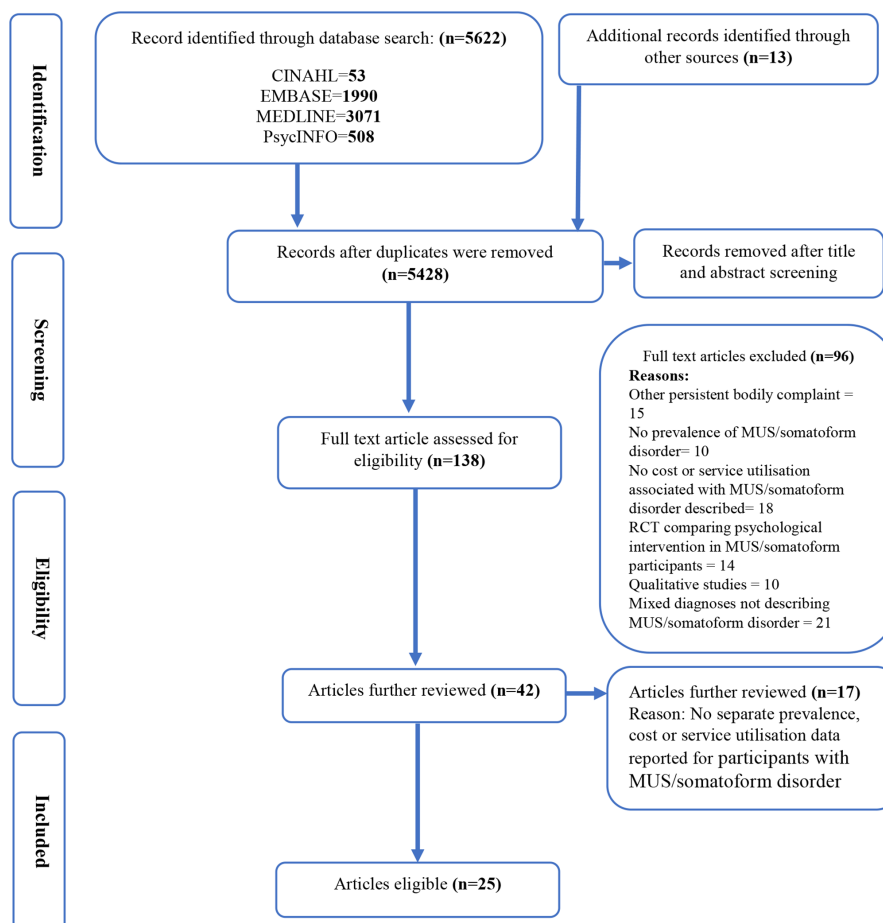 Identification
Record identified through database search: (n=5622)
CINAHL=53
EMBASE=1990
MEDLINE=3071
PsycINFO=508
Additional records identified through
other sources (n=13)
Records after duplicates were removed
(n=5428)
Records removed after title
and abstract screening
Screening
Full text articles excluded (n=96)
Reasons:
Other persistent bodily complaint =
15
No prevalence of MUS/somatoform
disorder= 10
No cost or service utilisation
associated with MUS/somatoform
disorder described= 18
RCT comparing psychological
intervention in MUS/somatoform
participants = 14
Qualitative studies = 10
Mixed diagnoses not describing
MUS/somatoform disorder = 21
Full text article assessed for
eligibility (n=138)
Eligibility
Articles further reviewed (n=42)
Articles further reviewed (n=17)
Reason: No separate prevalence,
cost or service utilisation data
reported for participants with
MUS/somatoform disorder
Included
Articles eligible (n=25)